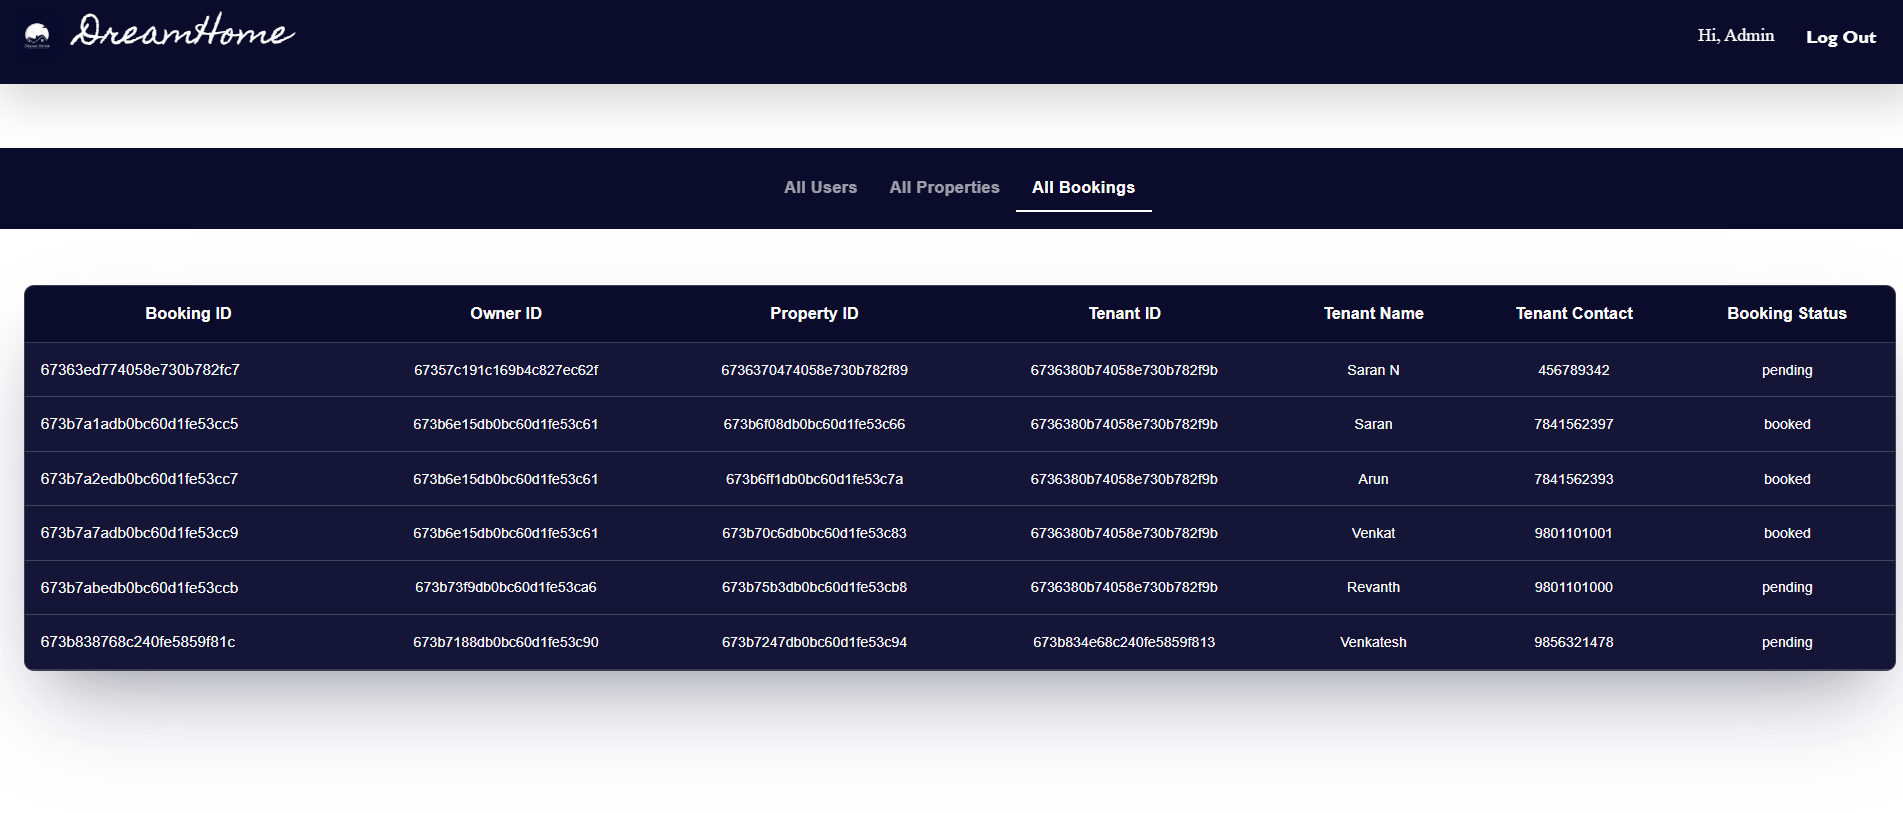 DreamHome
Hi, Admin Log Out
All Users All Properties All Bookings
Booking ID Owner ID Property ID Tenant ID Tenant Name Tenant Contact Booking Status
67363ed774058e730b782fc7 67357c191c169b4c827ec62f 6736370474058e730b782f89 6736380b74058e730b782f9b Saran N 456789342 pending
673b7a1adb0bc60d1fe53cc5 673b6e15db0bc60d1fe53c61 673b6f08db0bc60d1fe53c66 6736380b74058e730b782f9b Saran 7841562397 booked
673b7a2edb0bc60d1fe53cc7 673b6e15db0bc60d1fe53c61 673b6ff1db0bc60d1fe53c7a 6736380b74058e730b782f9b Arun 7841562393 booked
673b7a7adb0bc60d1fe53cc9 673b6e15db0bc60d1fe53c61 673b70c6db0bc60d1fe53c83 6736380b74058e730b782f9b Venkat 9801101001 booked
673b7abedb0bc60d1fe53ccb 673b73f9db0bc60d1fe53ca6 673b75b3db0bc60d1fe53cb8 6736380b74058e730b782f9b Revanth 9801101000 pending
673b838768c240fe5859f81c 673b7188db0bc60d1fe53c90 673b7247db0bc60d1fe53c94 673b834e68c240fe5859f813 Venkatesh 9856321478 pending